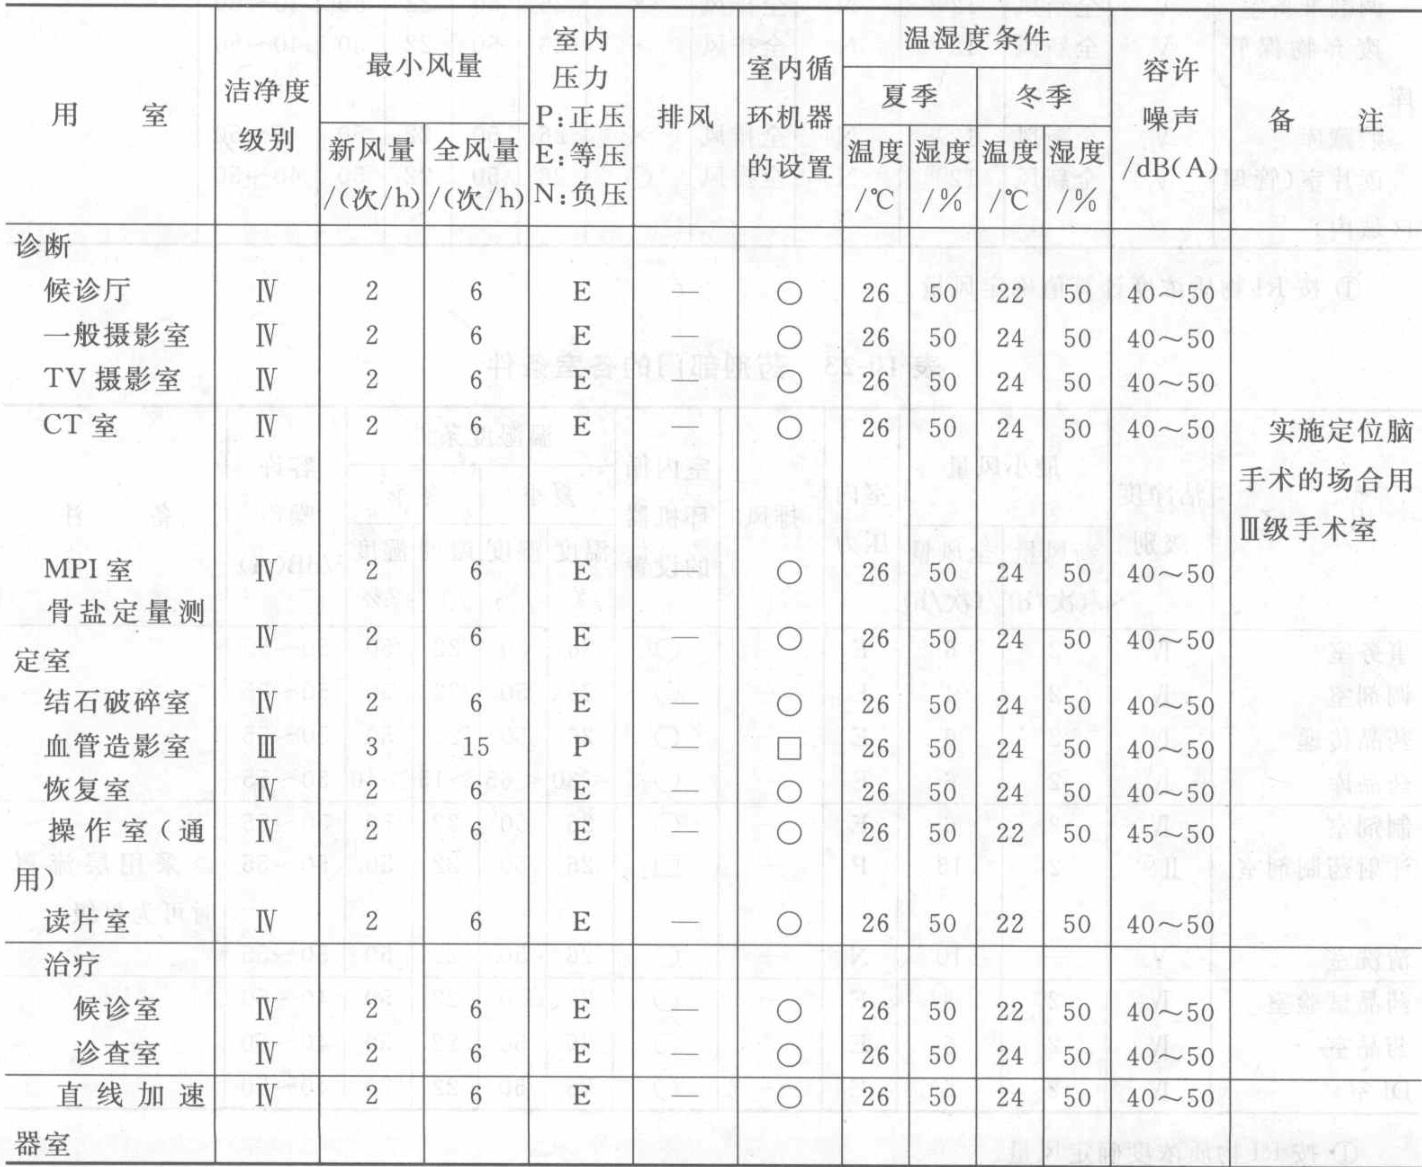 用 室 洁净度级别 最小风量 室内压力 P:正压 E:等压 N:负压 排风 室内循环机器的设置 温湿度条件 容许噪声/dB(A) 备 注
新风量/(次/h) 全风量/(次/h) 夏季 冬季
温度/℃ 湿度/% 温度/℃ 湿度/%
诊断
候诊厅 Ⅳ 2 6 E — ○ 26 50 22 50 40～50
一般摄影室 Ⅳ 2 6 E — ○ 26 50 24 50 40～50
TV 摄影室 Ⅳ 2 6 E — ○ 26 50 24 50 40～50
CT 室 Ⅳ 2 6 E — ○ 26 50 24 50 40～50 实施定位脑
手术的场合用
Ⅲ级手术室
MPI 室 Ⅳ 2 6 E — ○ 26 50 24 50 40～50
骨盐定量测
定室 Ⅳ 2 6 E — ○ 26 50 24 50 40～50
结石破碎室 Ⅳ 2 6 E — ○ 26 50 24 50 40～50
血管造影室 Ⅲ 3 15 P — □ 26 50 24 50 40～50
恢复室 Ⅳ 2 6 E — ○ 26 50 24 50 40～50
操作室（通 Ⅳ 2 6 E — ○ 26 50 22 50 45～50
用）
读片室 Ⅳ 2 6 E — ○ 26 50 22 50 40～50
治疗
候诊室 Ⅳ 2 6 E — ○ 26 50 22 50 40～50
诊查室 Ⅳ 2 6 E — ○ 26 50 24 50 40～50
直线加速 Ⅳ 2 6 E — ○ 26 50 24 50 40～50
器室